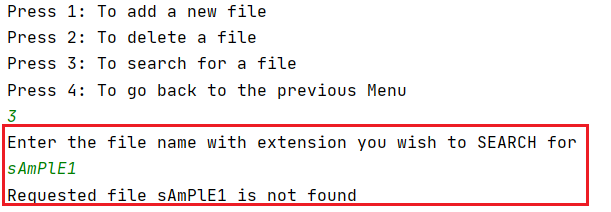 Press 1: To add a new file
Press 2: To delete a file
Press 3: To search for a file
Press 4: To go back to the previous Menu
3
Enter the file name with extension you wish to SEARCH for
sAmPlE1
Requested file sAmPlE1 is not found